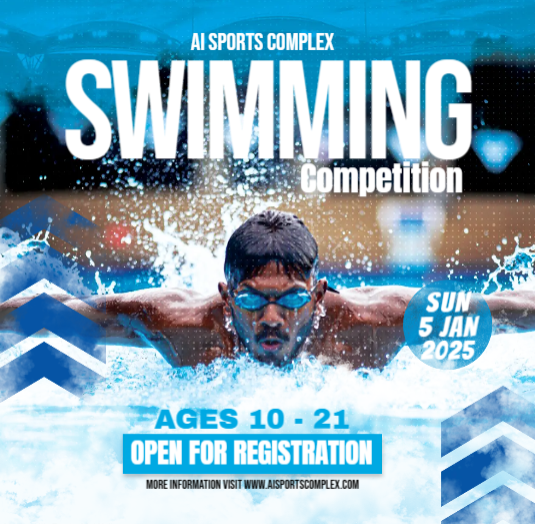 AI SPORTS COMPLEX
SWIMMING
Competition
SUN
5 JAN
2025
AGES 10 - 21
OPEN FOR REGISTRATION
MORE INFORMATION VISIT WWW.AISPORTSCOMPLEX.COM